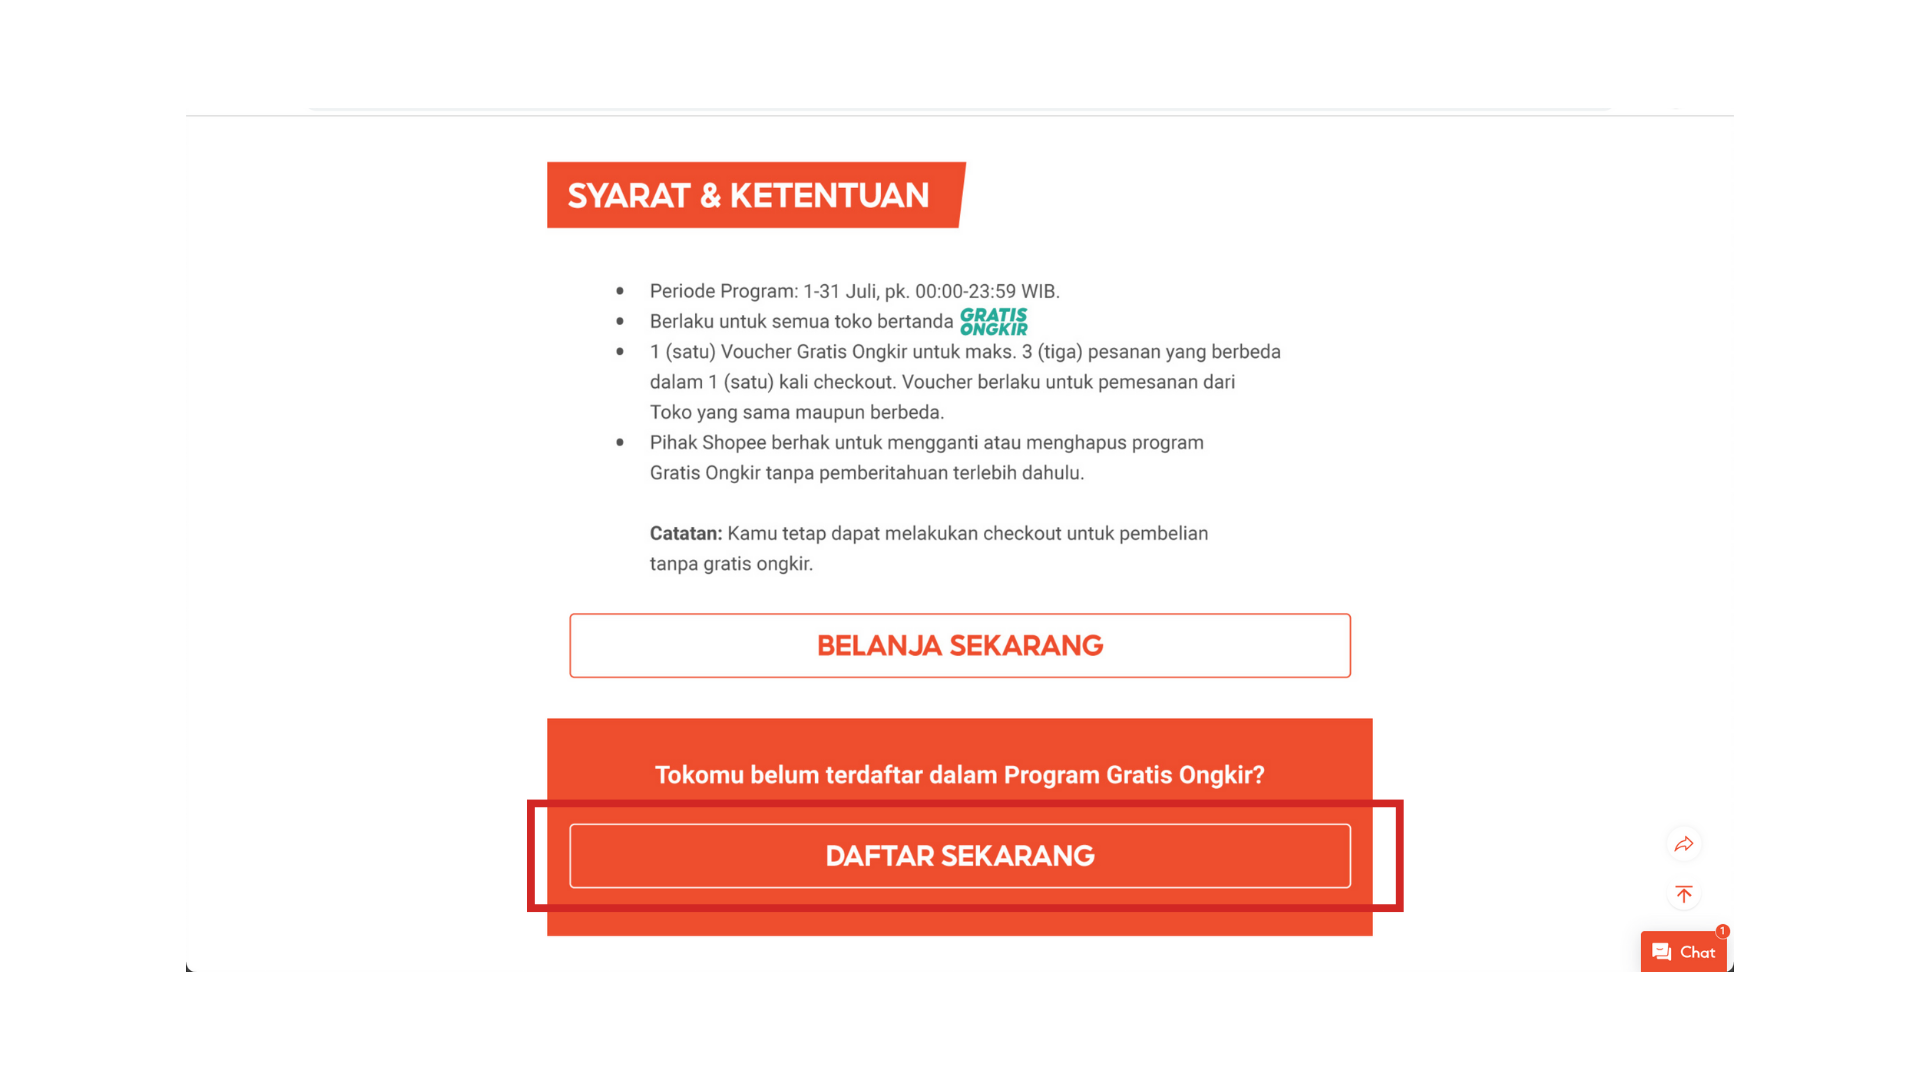 SYARAT & KETENTUAN
• Periode Program: 1-31 Juli, pk. 00:00-23:59 WIB.
• Berlaku untuk semua toko bertanda GRATIS ONGKIR
• 1 (satu) Voucher Gratis Ongkir untuk maks. 3 (tiga) pesanan yang berbeda
dalam 1 (satu) kali checkout. Voucher berlaku untuk pemesanan dari
Toko yang sama maupun berbeda.
• Pihak Shopee berhak untuk mengganti atau menghapus program
Gratis Ongkir tanpa pemberitahuan terlebih dahulu.
Catatan: Kamu tetap dapat melakukan checkout untuk pembelian
tanpa gratis ongkir.
BELANJA SEKARANG
Tokomu belum terdaftar dalam Program Gratis Ongkir?
DAFTAR SEKARANG
1
Chat